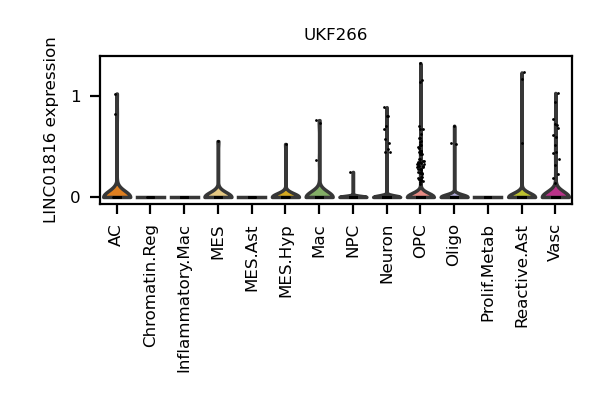 UKF266
LINC01816 expression
1
0
AC
Chromatin.Reg
Inflammatory.Mac
MES
MES.Ast
MES.Hyp
Mac
NPC
Neuron
OPC
Oligo
Prolif.Metab
Reactive.Ast
Vasc